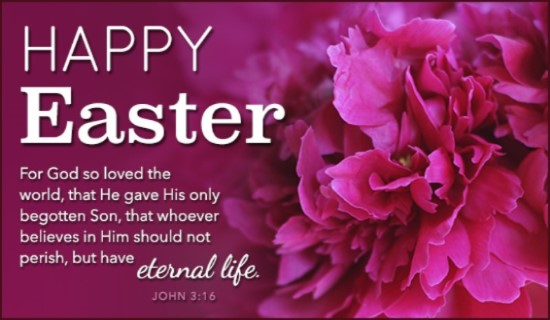 HAPPY
Easter
For God so loved the
world, that He gave His only
begotten Son, that whoever
believes in Him should not
perish, but have eternal life.
JOHN 3:16